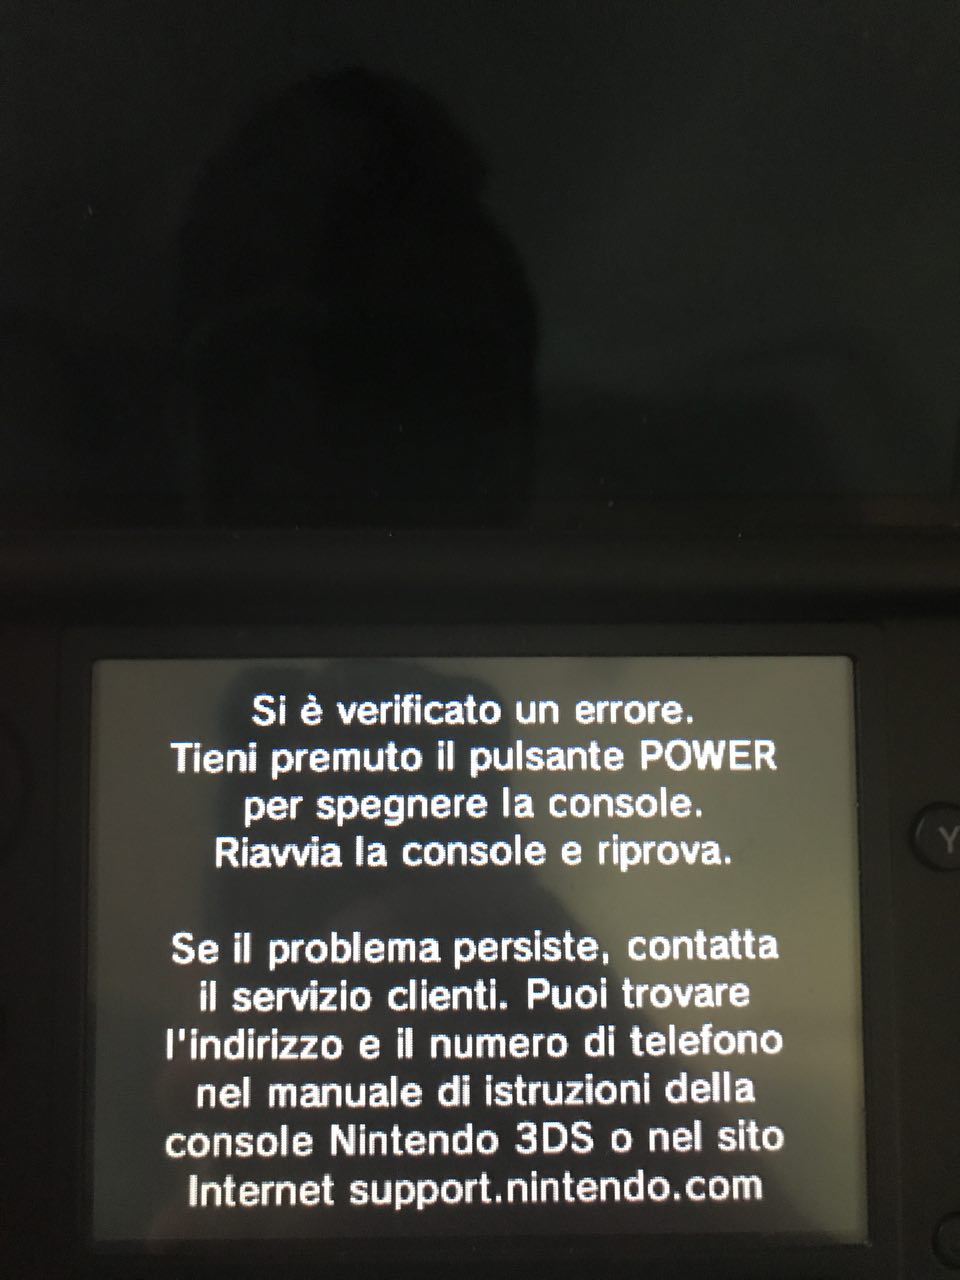 Si è verificato un errore.
Tieni premuto il pulsante POWER
per spegnere la console.
Riavvia la console e riprova.
Se il problema persiste, contatta
il servizio clienti. Puoi trovare
l'indirizzo e il numero di telefono
nel manuale di istruzioni della
console Nintendo 3DS o nel sito
Internet support.nintendo.com
Y